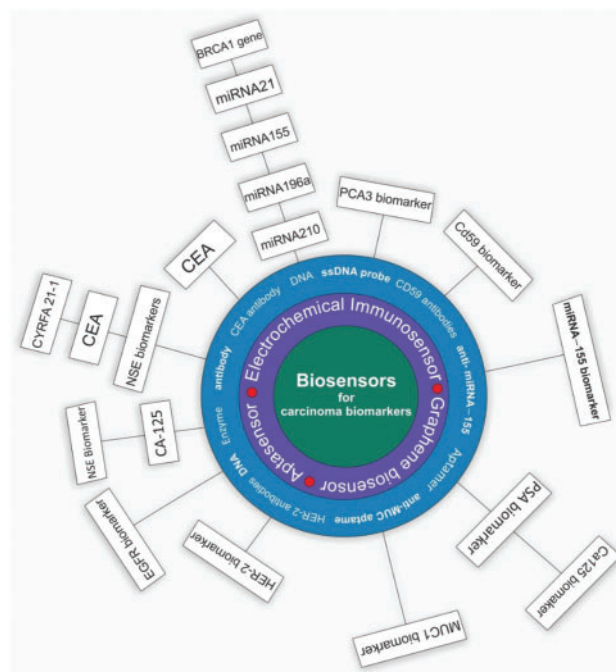 BRCA1 gene
miRNA21
miRNA155
miRNA196a
miRNA210
PCA3 biomarker
Cd59 biomarker
miRNA–155 biomarker
PSA biomarker
Ca125 biomaker
MUC1 biomarker
HER-2 biomarker
EGFR biomarker
CA-125
NSE Biomarker
NSE biomarkers
CEA
CYRFA 21-1
CEA
DNA
ssDNA probe
CD59 antibodies
anti- miRNA–155
Aptamer
anti-MUC aptame
HER-2 antibodies
DNA
Enzyme
antibody
CEA antibody
Electrochemical Immunosensor
Graphene biosensor
Aptasensor
Biosensors
for
carcinoma biomarkers